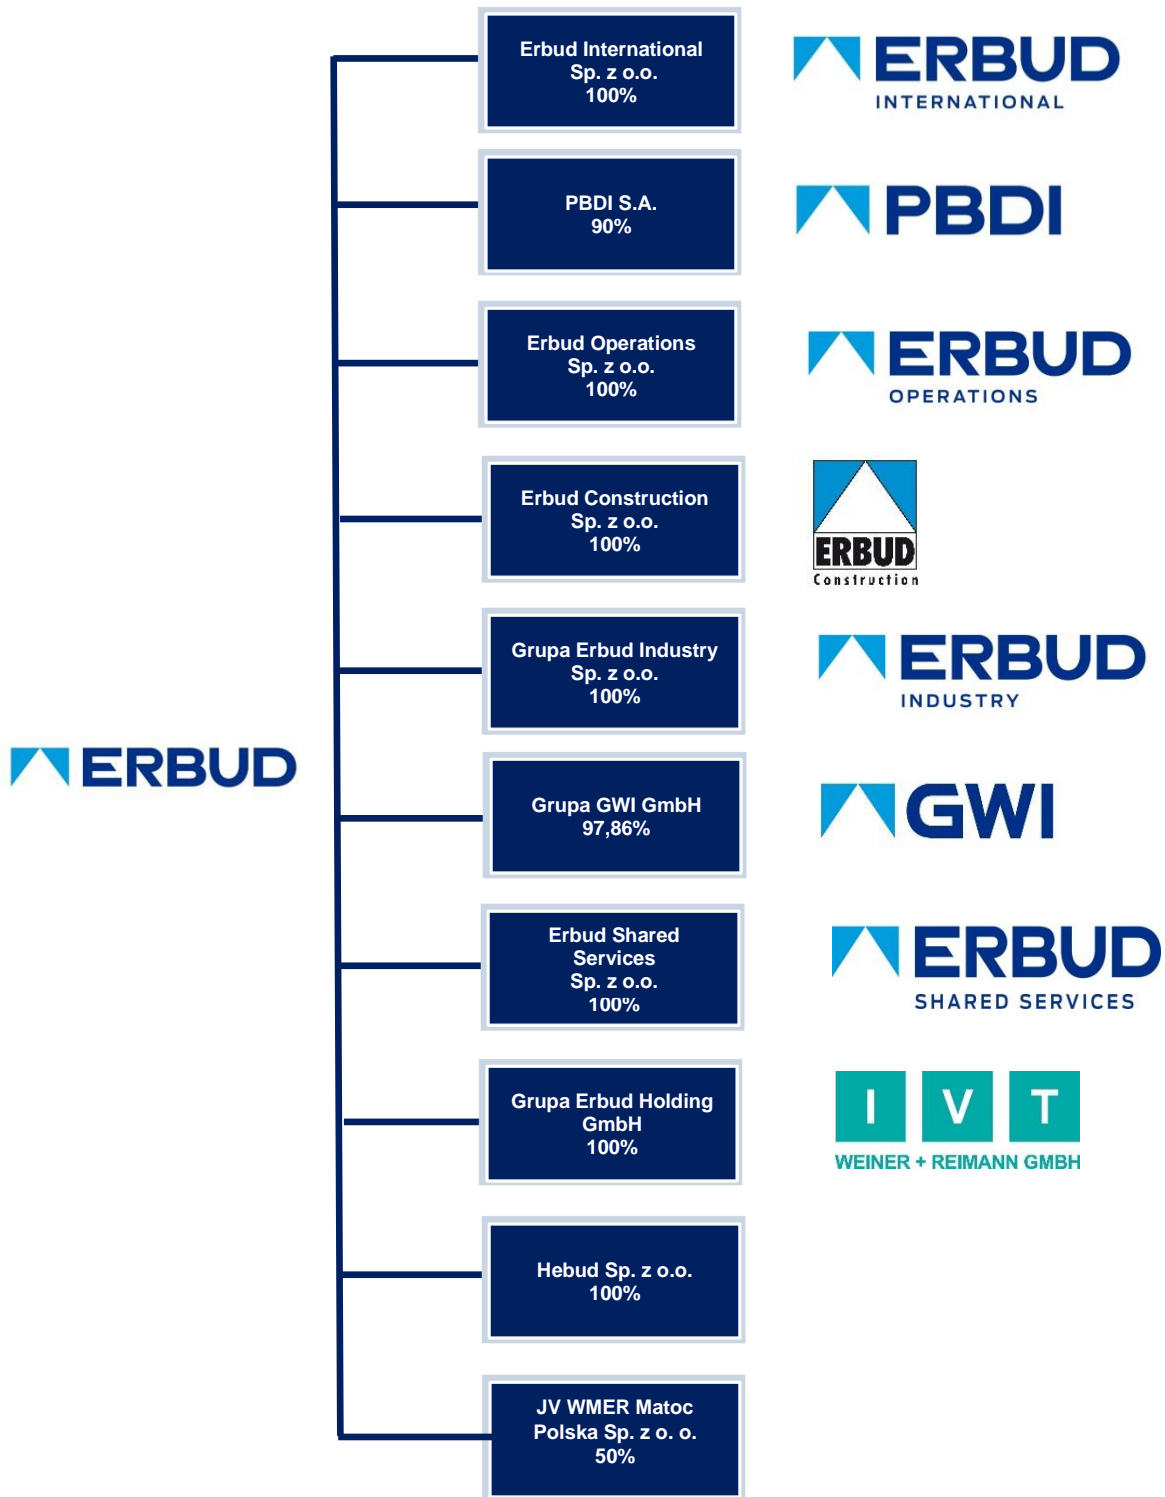 Erbud International
Sp. z o.o.
100%
ERBUD
INTERNATIONAL
PBDI S.A.
90%
PBDI
Erbud Operations
Sp. z o.o.
100%
ERBUD
OPERATIONS
Erbud Construction
Sp. z o.o.
100%
ERBUD
Construction
Grupa Erbud Industry
Sp. z o.o.
100%
ERBUD
INDUSTRY
ERBUD
Grupa GWI GmbH
97,86%
GWI
Erbud Shared
Services
Sp. z o.o.
100%
ERBUD
SHARED SERVICES
Grupa Erbud Holding
GmbH
100%
I V T
WEINER + REIMANN GMBH
Hebud Sp. z o.o.
100%
JV WMER Matoc
Polska Sp. z o. o.
50%